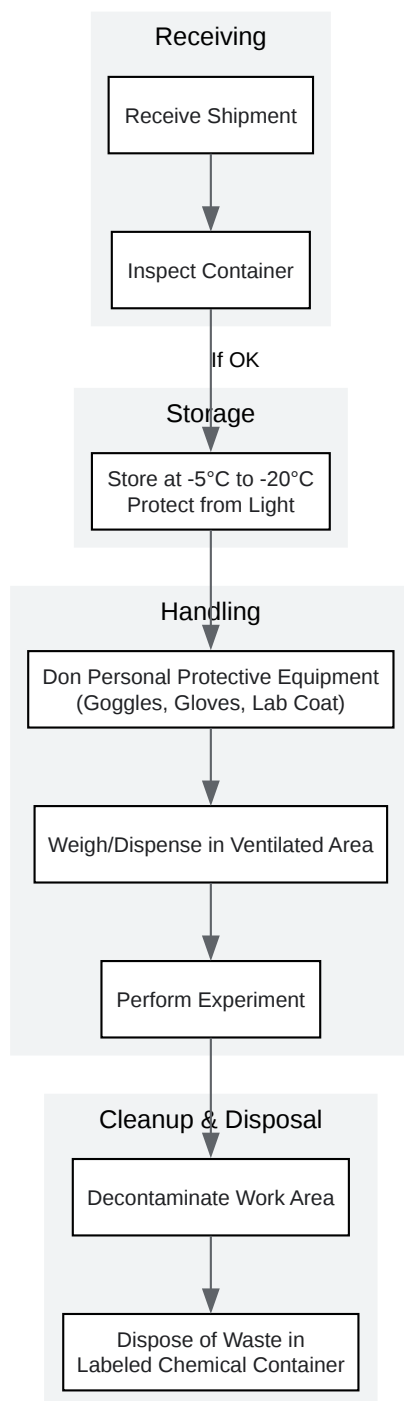 Receiving
Receive Shipment
Inspect Container
If OK
Storage
Store at -5°C to -20°C
Protect from Light
Handling
Don Personal Protective Equipment
(Goggles, Gloves, Lab Coat)
Weigh/Dispense in Ventilated Area
Perform Experiment
Cleanup & Disposal
Decontaminate Work Area
Dispose of Waste in
Labeled Chemical Container